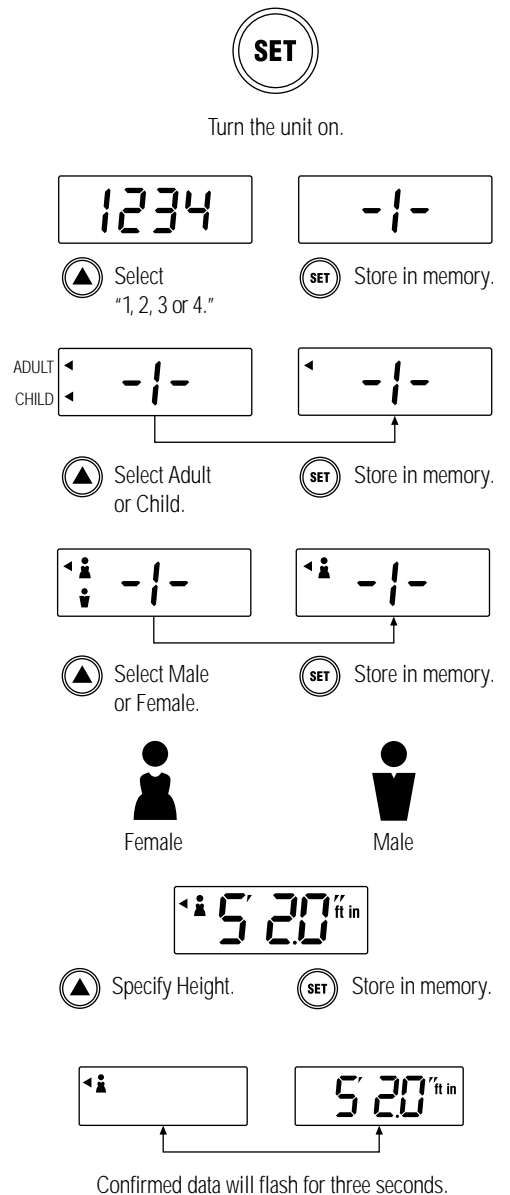 SET
Turn the unit on.
1234
-1-
Select
"1, 2, 3 or 4."
SET
Store in memory.
ADULT
CHILD
-1-
-1-
Select Adult
or Child.
SET
Store in memory.
-1-
-1-
Select Male
or Female.
SET
Store in memory.
Female
Male
5' 2.0" ft in
Specify Height.
SET
Store in memory.
5' 2.0" ft in
Confirmed data will flash for three seconds.